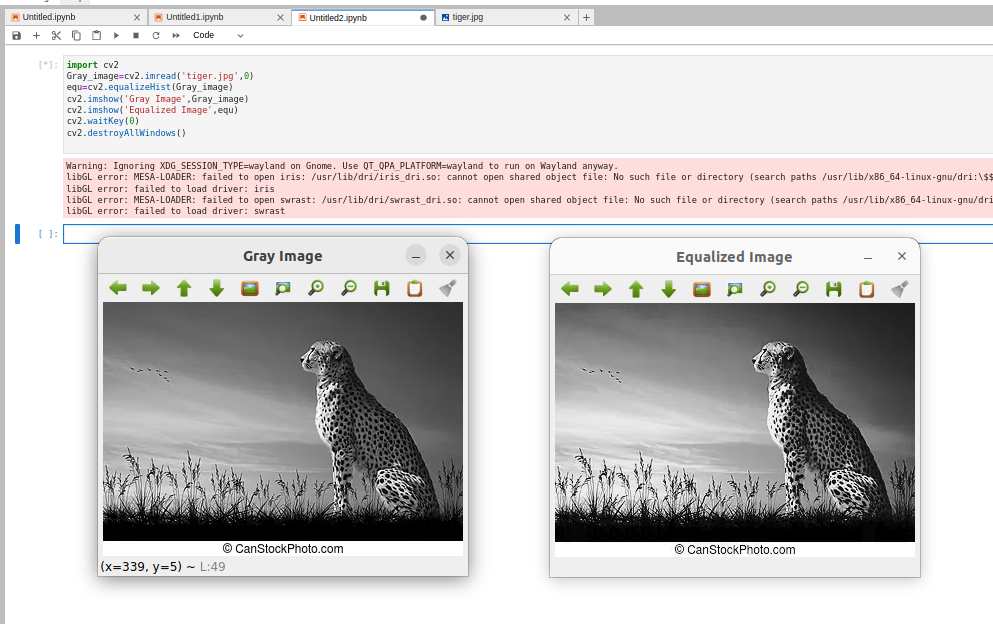 Untitled.ipynb
Untitled1.ipynb
Untitled2.ipynb
tiger.jpg
Code
[*]:
import cv2
Gray_image=cv2.imread('tiger.jpg',0)
equ=cv2.equalizeHist(Gray_image)
cv2.imshow('Gray Image',Gray_image)
cv2.imshow('Equalized Image',equ)
cv2.waitKey(0)
cv2.destroyAllWindows()
Warning: Ignoring XDG_SESSION_TYPE=wayland on Gnome. Use QT_QPA_PLATFORM=wayland to run on Wayland anyway.
libGL error: MESA-LOADER: failed to open iris: /usr/lib/dri/iris_dri.so: cannot open shared object file: No such file or directory (search paths /usr/lib/x86_64-linux-gnu/dri:\$$
libGL error: failed to load driver: iris
libGL error: MESA-LOADER: failed to open swrast: /usr/lib/dri/swrast_dri.so: cannot open shared object file: No such file or directory (search paths /usr/lib/x86_64-linux-gnu/dri
libGL error: failed to load driver: swrast
[ ]:
Gray Image
Equalized Image
© CanStockPhoto.com
© CanStockPhoto.com
(x=339, y=5) ~ L:49